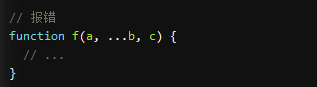 // 报错
function f(a, ...b, c) {
  // ...
}